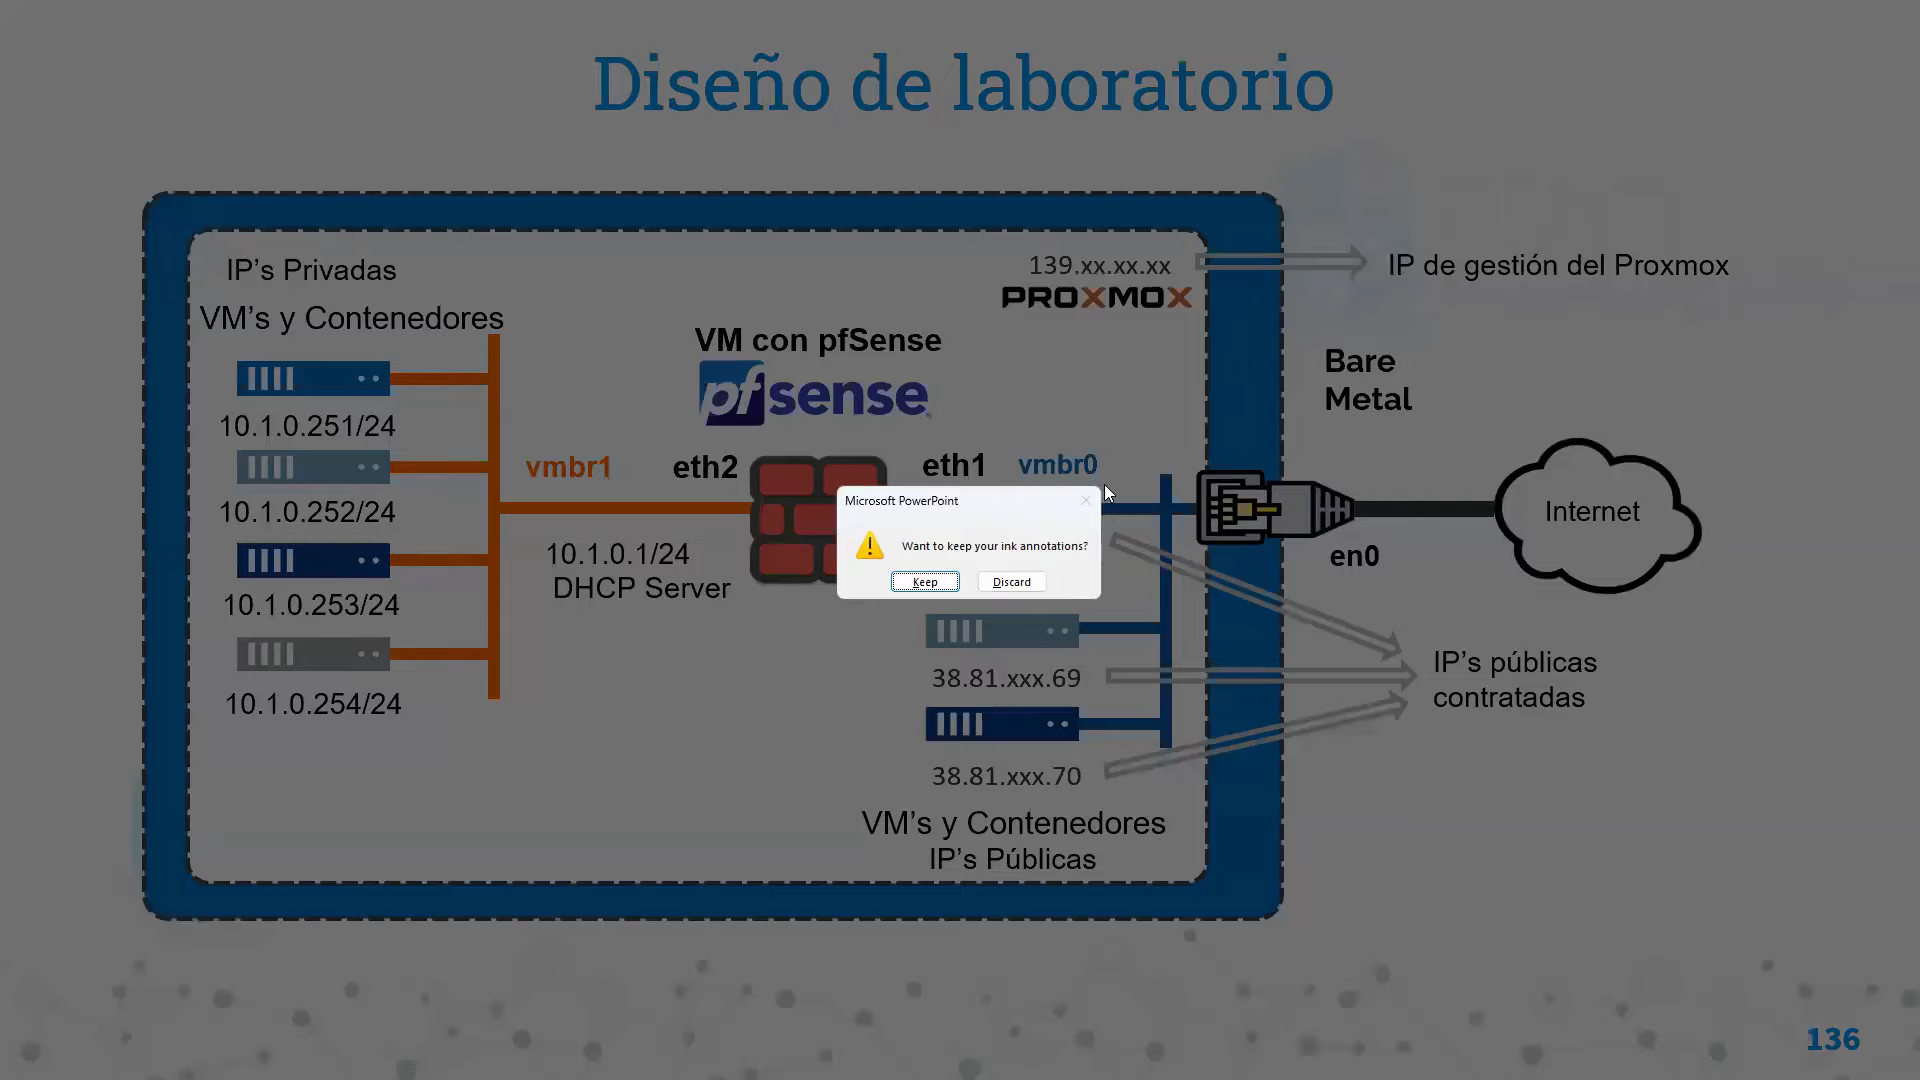 Diseño de laboratorio
IP's Privadas
VM's y Contenedores
10.1.0.251/24
10.1.0.252/24
10.1.0.253/24
10.1.0.254/24
vmbr1
eth2
10.1.0.1/24
DHCP Server
VM con pfSense
pfsense
eth1
vmbr0
139.xx.xx.xx
PROXMOX
IP de gestión del Proxmox
Bare
Metal
Internet
en0
Microsoft PowerPoint
Want to keep your ink annotations?
Keep
Discard
38.81.xxx.69
38.81.xxx.70
IP's públicas
contratadas
VM's y Contenedores
IP's Públicas
136